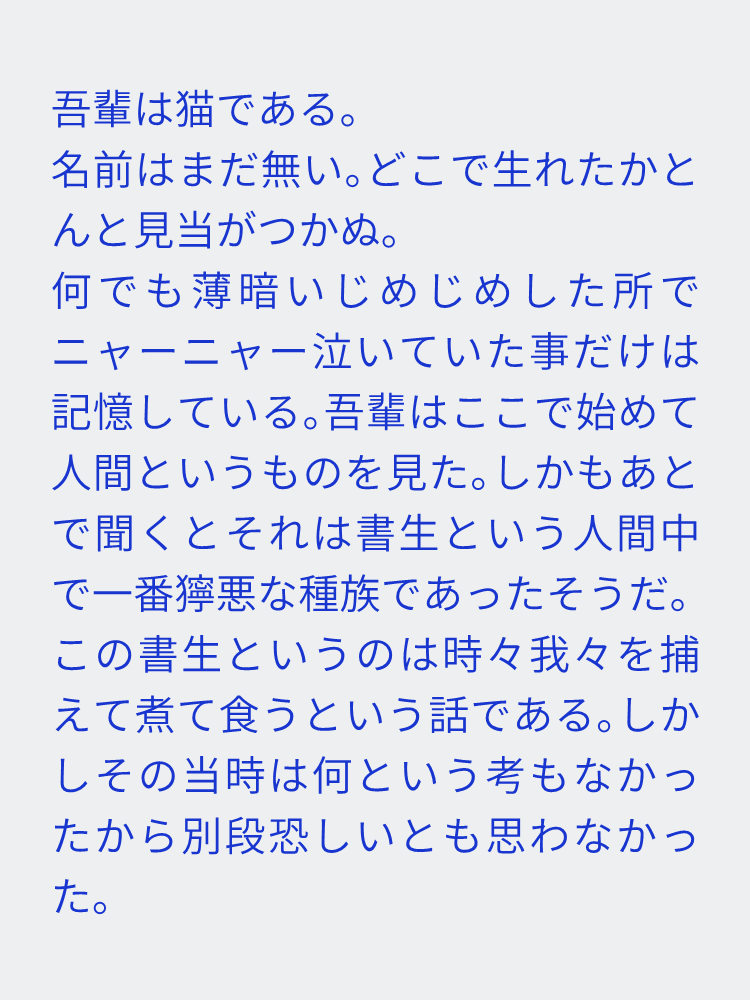 吾輩は猫である。
名前はまだ無い。どこで生れたかと
んと見当がつかぬ。
何でも薄暗いじめじめした所で
ニャーニャー泣いていた事だけは
記憶している。吾輩はここで始めて
人間というものを見た。しかもあと
で聞くとそれは書生という人間中
で一番獰悪な種族であったそうだ。
この書生というのは時々我々を捕
えて煮て食うという話である。しか
しその当時は何という考もなかっ
たから別段恐しいとも思わなかっ
た。